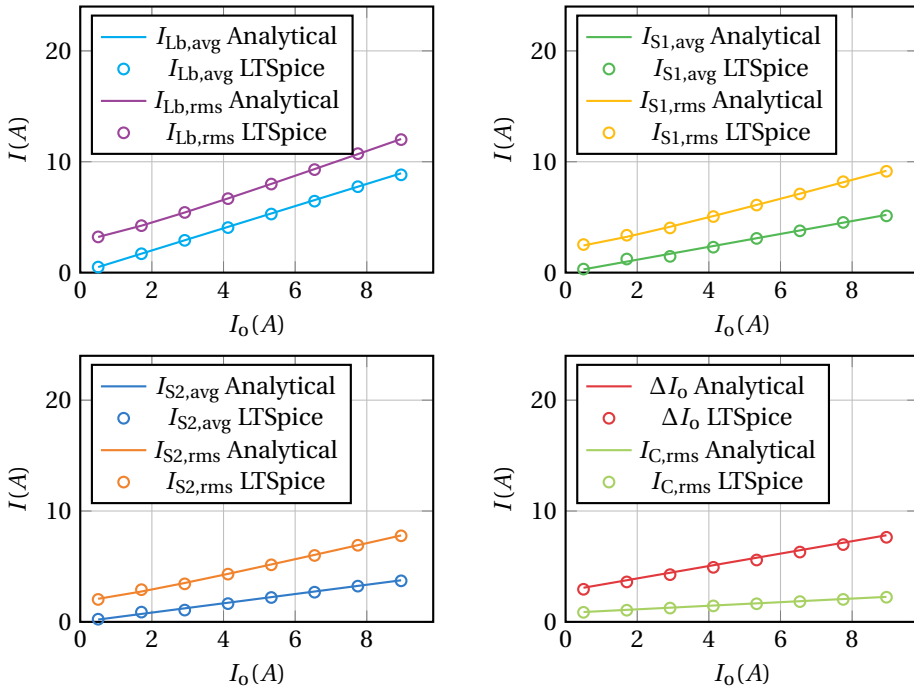 20
10
0
I(A)
I_Lb,avg Analytical
I_Lb,avg LTSpice
I_Lb,rms Analytical
I_Lb,rms LTSpice
0 2 4 6 8
I_o(A)
20
10
0
I(A)
I_S1,avg Analytical
I_S1,avg LTSpice
I_S1,rms Analytical
I_S1,rms LTSpice
0 2 4 6 8
I_o(A)
20
10
0
I(A)
I_S2,avg Analytical
I_S2,avg LTSpice
I_S2,rms Analytical
I_S2,rms LTSpice
0 2 4 6 8
I_o(A)
20
10
0
I(A)
ΔI_o Analytical
ΔI_o LTSpice
I_C,rms Analytical
I_C,rms LTSpice
0 2 4 6 8
I_o(A)